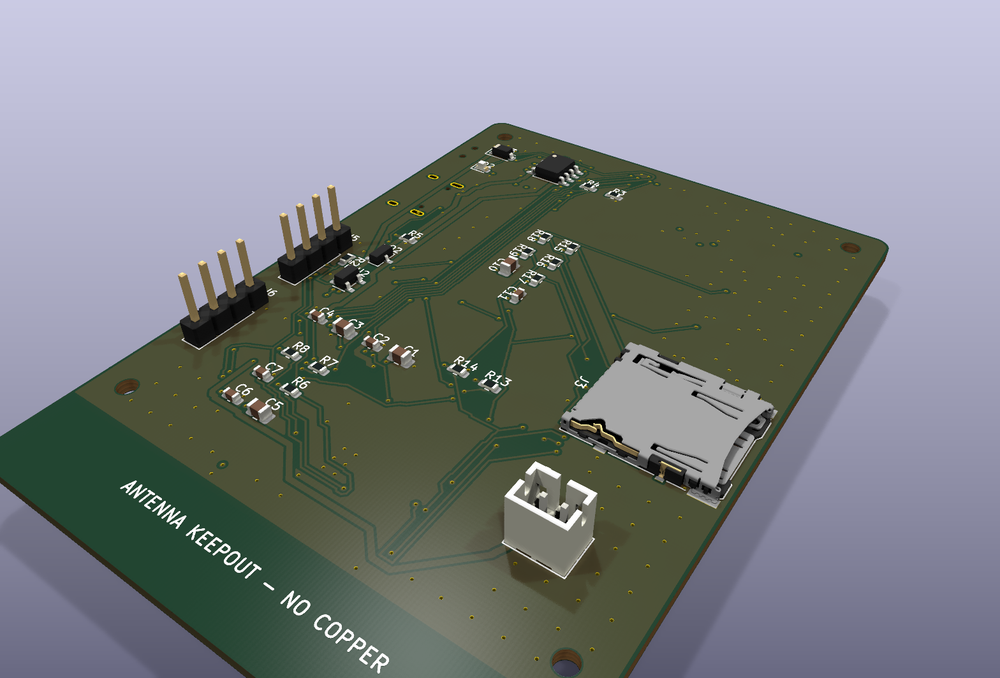 R4
R3
R5
R18
R15
R19
R16
C10
R17
C11
J6
C4
C3
C2
C1
R8
R7
R14
R13
C7
R6
C6
C5
J3
ANTENNA KEEPOUT – NO COPPER